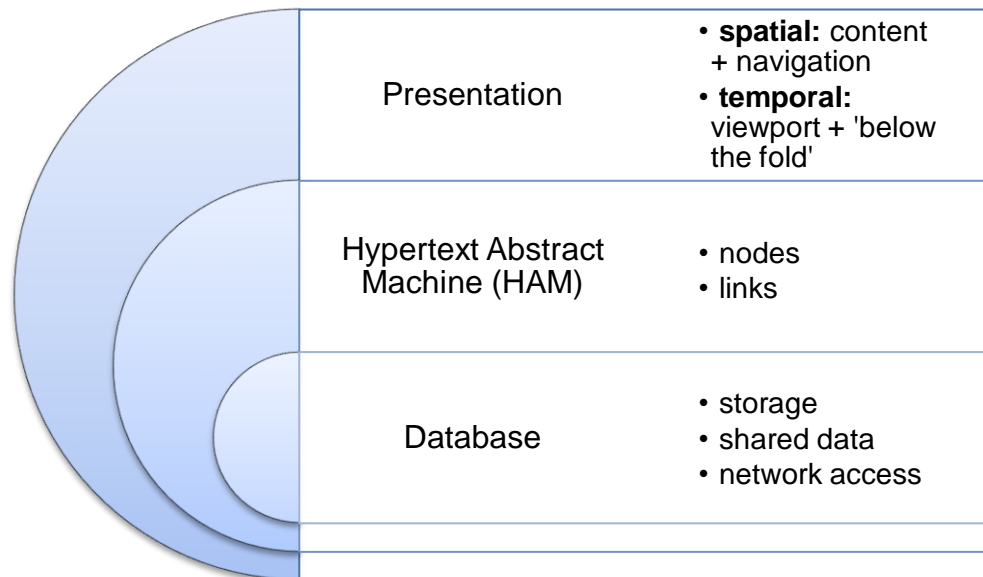 Presentation
• spatial: content
+ navigation
• temporal:
viewport + 'below
the fold'
Hypertext Abstract
Machine (HAM)
• nodes
• links
Database
• storage
• shared data
• network access